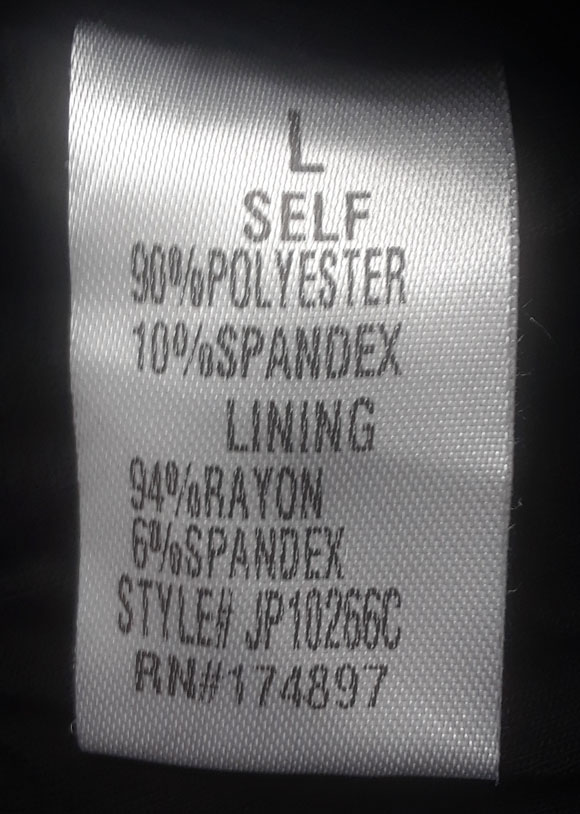 L
SELF
90%POLYESTER
10%SPANDEX
LINING
94%RAYON
6%SPANDEX
STYLE# JP10266C
RN#174897